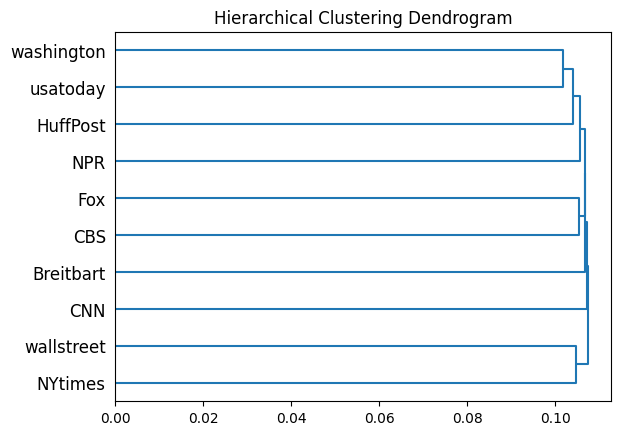 Hierarchical Clustering Dendrogram
washington
usatoday
HuffPost
NPR
Fox
CBS
Breitbart
CNN
wallstreet
NYtimes
0.00 0.02 0.04 0.06 0.08 0.10